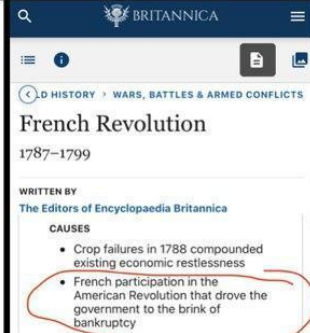 BRITANNICA
D HISTORY > WARS, BATTLES & ARMED CONFLICTS
French Revolution
1787–1799
WRITTEN BY
The Editors of Encyclopaedia Britannica
CAUSES
• Crop failures in 1788 compounded
existing economic restlessness
• French participation in the
American Revolution that drove the
government to the brink of
bankruptcy